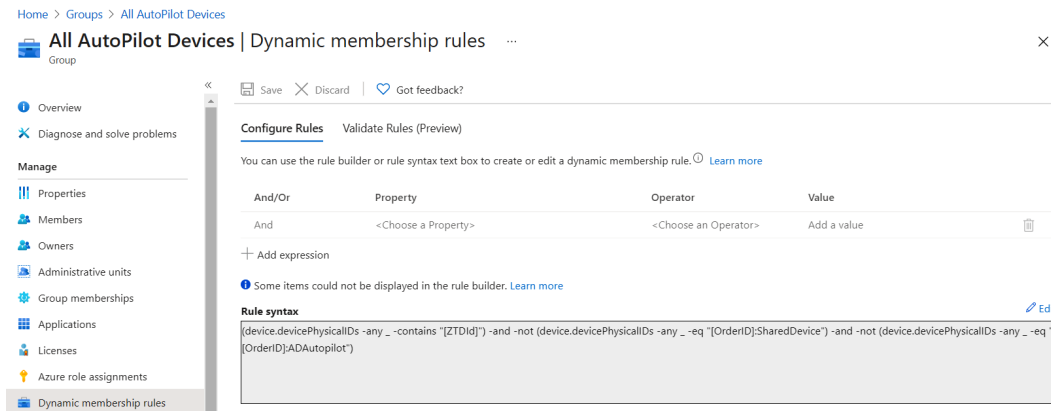 Home > Groups > All AutoPilot Devices
All AutoPilot Devices | Dynamic membership rules ...
Group
Save Discard Got feedback?
Overview
Diagnose and solve problems
Manage
Properties
Members
Owners
Administrative units
Group memberships
Applications
Licenses
Azure role assignments
Dynamic membership rules
Configure Rules Validate Rules (Preview)
You can use the rule builder or rule syntax text box to create or edit a dynamic membership rule. Learn more
And/Or Property Operator Value
And <Choose a Property> <Choose an Operator> Add a value
+ Add expression
Some items could not be displayed in the rule builder. Learn more
Rule syntax Ed
(device.devicePhysicalIDs -any _ -contains "[ZTDId]") -and -not (device.devicePhysicalIDs -any _ -eq "[OrderID]:SharedDevice") -and -not (device.devicePhysicalIDs -any _ -eq "
[OrderID]:ADAutopilot")